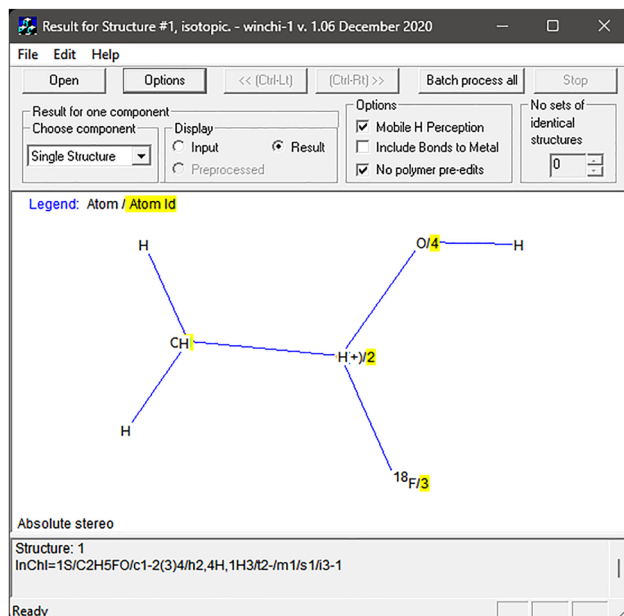 Result for Structure #1, isotopic. - winchi-1 v. 1.06 December 2020
File Edit Help
Open Options << (Ctrl-Lt) (Ctrl-Rt) >> Batch process all Stop
Result for one component
Choose component
Single Structure
Display
Input Result
Preprocessed
Options
Mobile H Perception
Include Bonds to Metal
No polymer pre-edits
No sets of
identical
structures
0
Legend: Atom / Atom Id
H O/4 H
CH H(+)/2
H
18F/3
Absolute stereo
Structure: 1
InChI=1S/C2H5FO/c1-2(3)4/h2,4H,1H3/t2-/m1/s1/i3-1
Ready